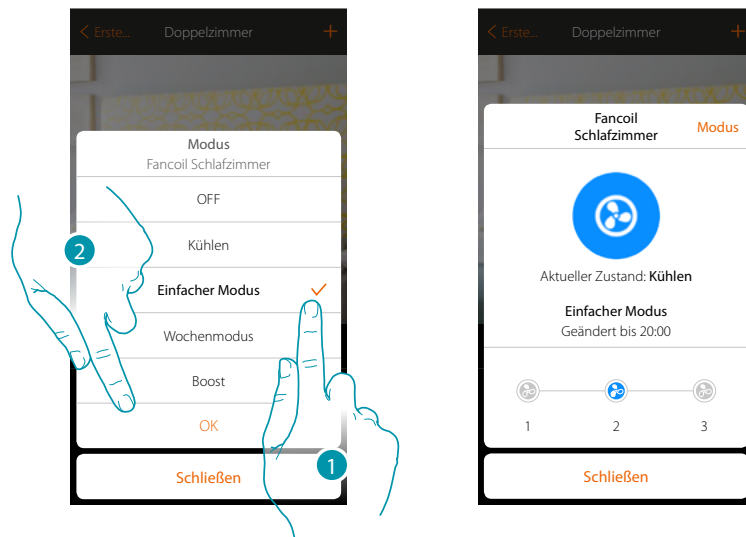 Erste...
Doppelzimmer
+
Modus
Fancoil Schlafzimmer
OFF
Kühlen
Einfacher Modus
Wochenmodus
Boost
OK
Schließen
2
1
Erste...
Doppelzimmer
+
Fancoil
Schlafzimmer
Modus
Aktueller Zustand: Kühlen
Einfacher Modus
Geändert bis 20:00
1 2 3
Schließen